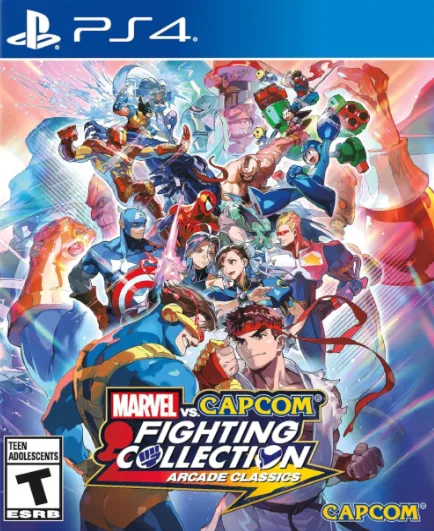 PS4
MARVEL VS. CAPCOM®
FIGHTING
COLLECTION
ARCADE CLASSICS
TEEN
ADOLESCENTS
T
ESRB
CAPCOM®